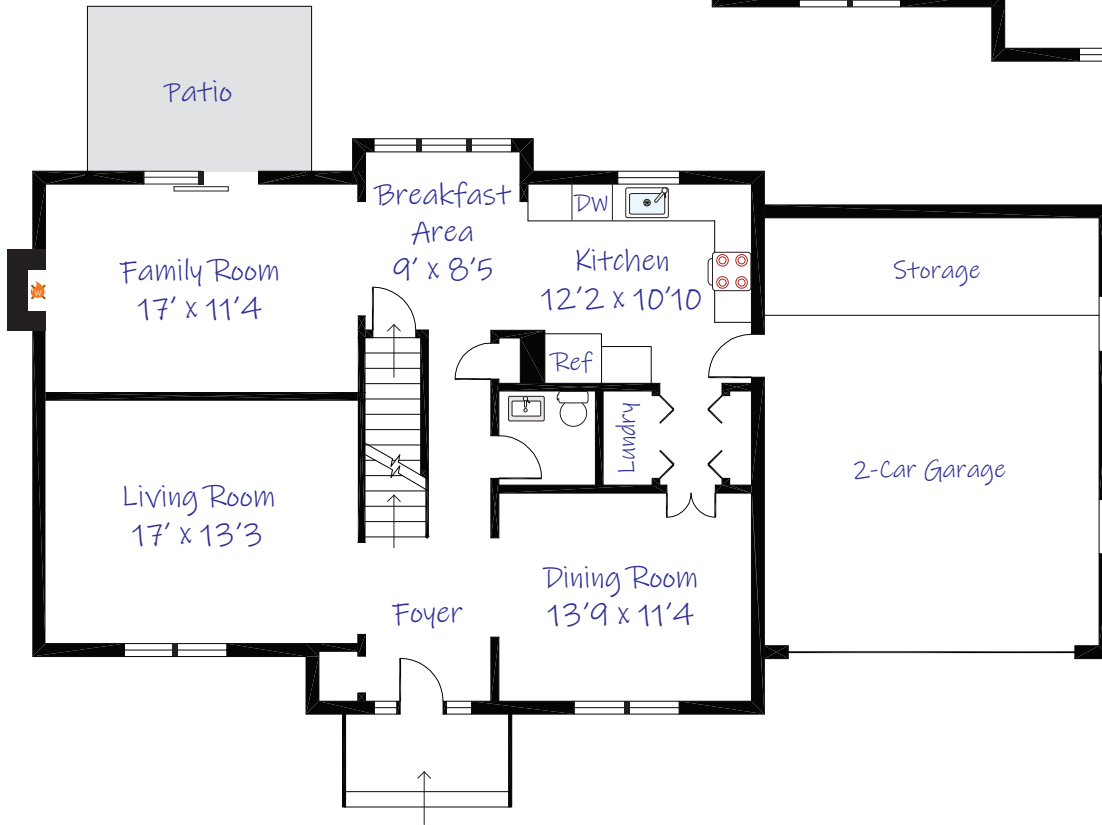 Patio
Breakfast
Area
9' x 8'5
DW
Family Room
17' x 11'4
Kitchen
12'2 x 10'10
Storage
Ref
Landry
Living Room
17' x 13'3
2-Car Garage
Dining Room
13'9 x 11'4
Foyer